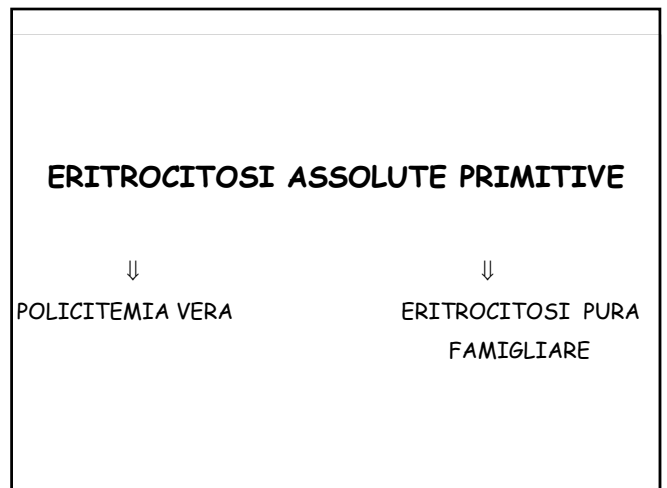 ERITROCITOSI ASSOLUTE PRIMITIVE
⇓ ⇓
POLICITEMIA VERA ERITROCITOSI PURA
FAMIGLIARE